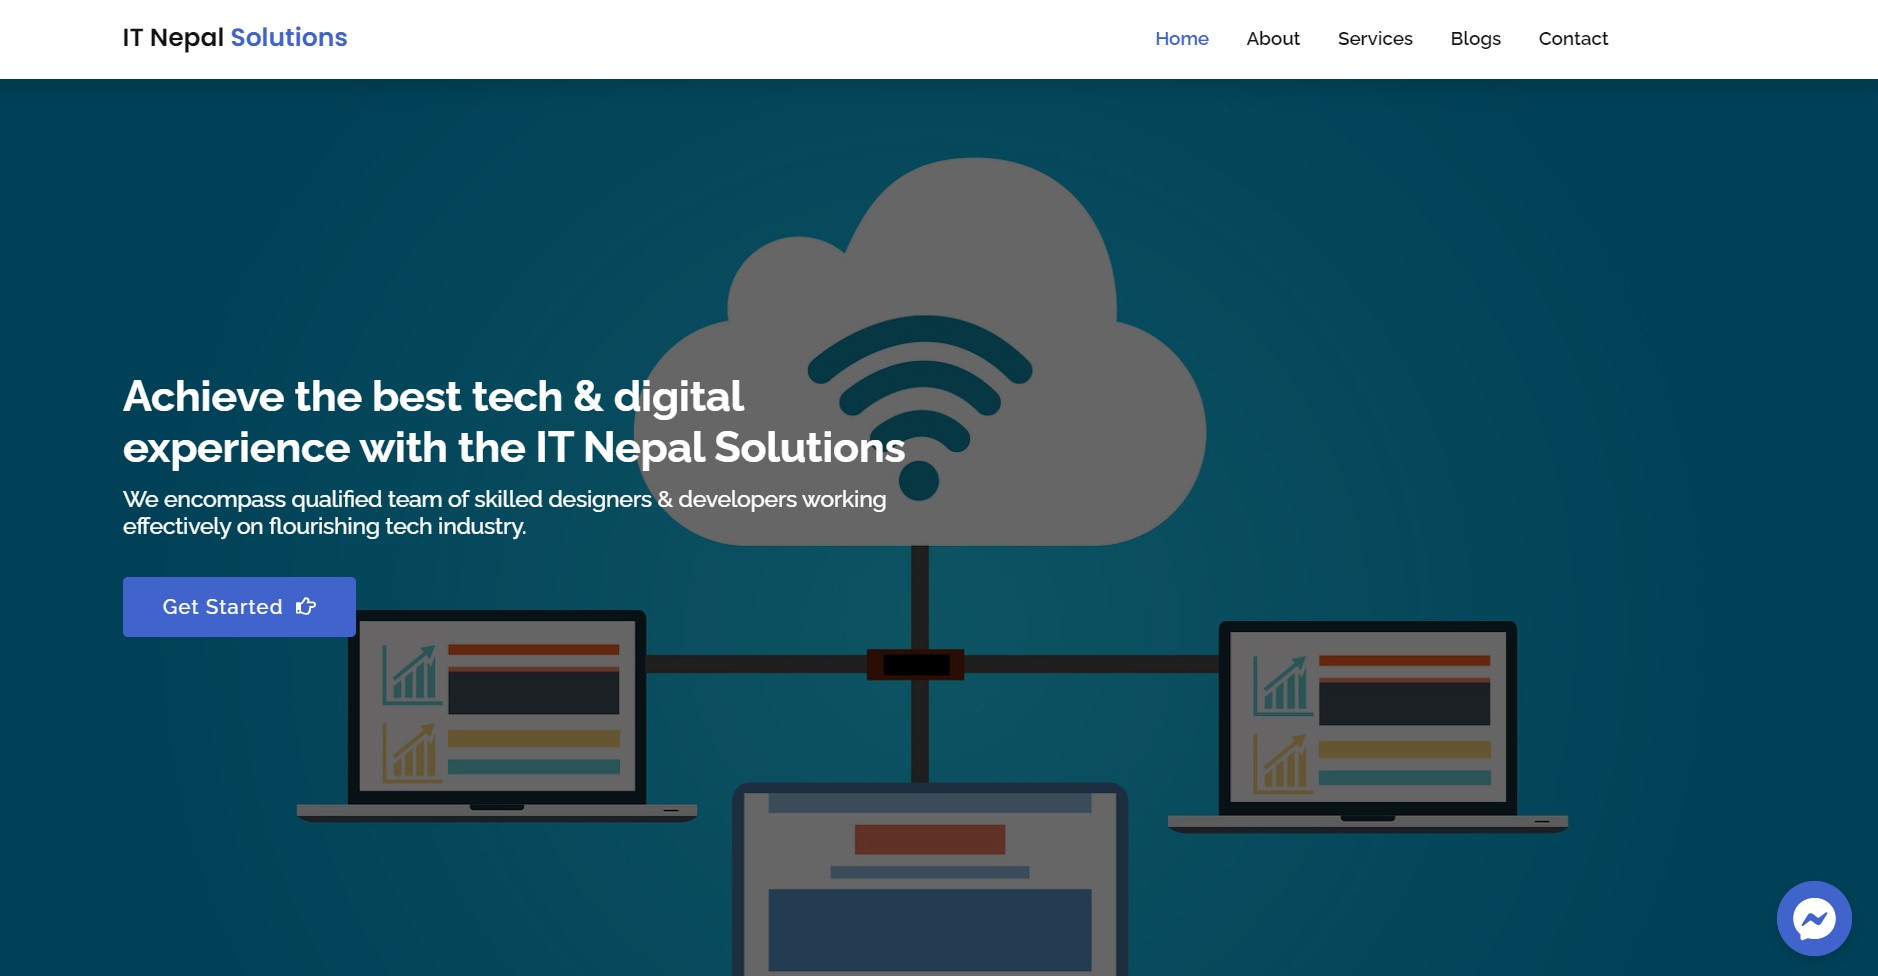 IT Nepal Solutions
Home About Services Blogs Contact
Achieve the best tech & digital
experience with the IT Nepal Solutions
We encompass qualified team of skilled designers & developers working
effectively on flourishing tech industry.
Get Started